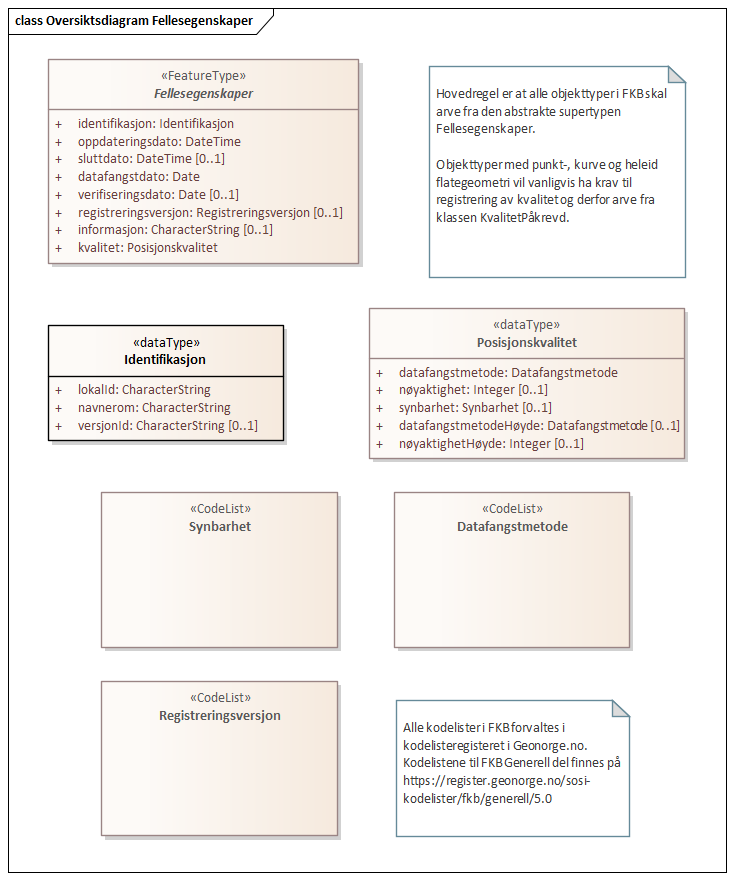 class Oversiktsdiagram Fellesegenskaper
«FeatureType»
Fellesegenskaper
+ identifikasjon: Identifikasjon
+ oppdateringsdato: DateTime
+ sluttdato: DateTime [0..1]
+ datafangstdato: Date
+ verifiseringsdato: Date [0..1]
+ registreringsversjon: Registreringsversjon [0..1]
+ informasjon: CharacterString [0..1]
+ kvalitet: Posisjonskvalitet
Hovedregel er at alle objekttyper i FKB skal
arve fra den abstrakte supertypen
Fellesegenskaper.
Objekttyper med punkt-, kurve og heleid
flategeometri vil vanligvis ha krav til
registrering av kvalitet og derfor arve fra
klassen KvalitetPåkrevd.
«dataType»
Identifikasjon
+ lokalId: CharacterString
+ navnerom: CharacterString
+ versjonId: CharacterString [0..1]
«dataType»
Posisjonskvalitet
+ datafangstmetode: Datafangstmetode
+ nøyaktighet: Integer [0..1]
+ synbarhet: Synbarhet [0..1]
+ datafangstmetodeHøyde: Datafangstmetode [0..1]
+ nøyaktighetHøyde: Integer [0..1]
«CodeList»
Synbarhet
«CodeList»
Datafangstmetode
«CodeList»
Registreringsversjon
Alle kodelister i FKB forvaltes i
kodelisteregisteret i Geonorge.no.
Kodelistene til FKB Generell del finnes på
https://register.geonorge.no/sosi-
kodelister/fkb/generell/5.0